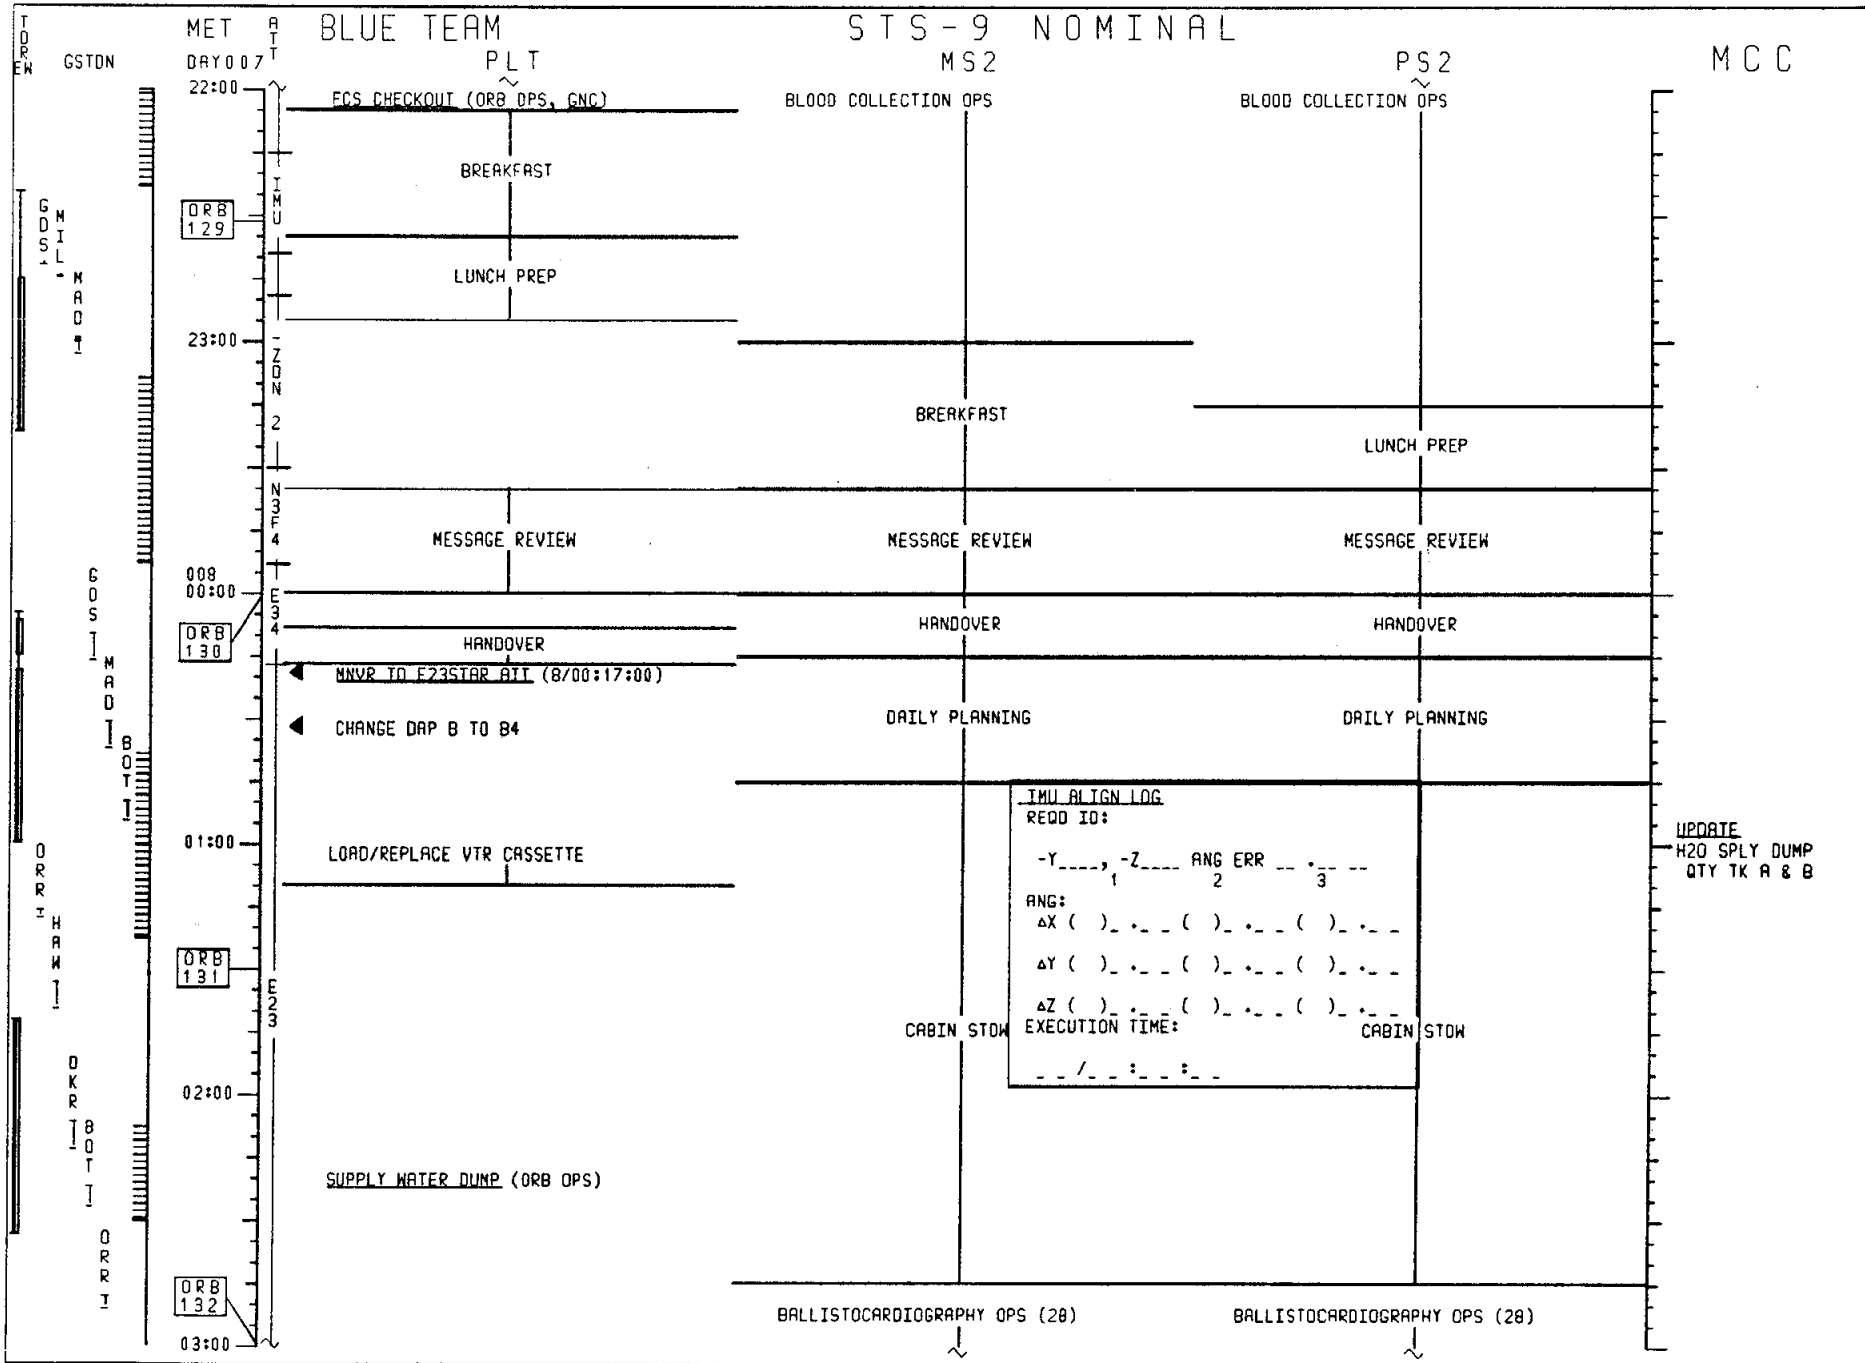 TDREW
GSTDN
MET
DAY007
ATT
BLUE TEAM
STS-9 NOMINAL
PLT
MS2
PS2
MCC
22:00
FCS CHECKOUT (ORB OPS, GNC)
BLOOD COLLECTION OPS
BLOOD COLLECTION OPS
BREAKFAST
IMU
GDS
MIL
ORB
129
MAD
LUNCH PREP
23:00
-ZDN 2
BREAKFAST
LUNCH PREP
N3F4
MESSAGE REVIEW
MESSAGE REVIEW
MESSAGE REVIEW
GDS
008
00:00
E34
HANDOVER
HANDOVER
ORB
130
HANDOVER
MAD
MNVR TO E23STAR ATT (8/00:17:00)
DAILY PLANNING
DAILY PLANNING
CHANGE DAP B TO B4
BOT
IMU ALIGN LOG
REQD ID:
01:00
LOAD/REPLACE VTR CASSETTE
-Y____, -Z____ ANG ERR __ .__ __
1 2 3
UPDATE
H2O SPLY DUMP
QTY TK A & B
ORR
ANG:
ΔX ( )_ ._ _ ( )_ ._ _ ( )_ ._ _
HAW
ORB
131
ΔY ( )_ ._ _ ( )_ ._ _ ( )_ ._ _
E23
ΔZ ( )_ ._ _ ( )_ ._ _ ( )_ ._ _
CABIN STOW
EXECUTION TIME:
CABIN STOW
_ _ /_ _ :_ _ :_ _
DKR
02:00
BOT
SUPPLY WATER DUMP (ORB OPS)
ORR
ORB
132
BALLISTOCARDIOGRAPHY OPS (28)
BALLISTOCARDIOGRAPHY OPS (28)
03:00